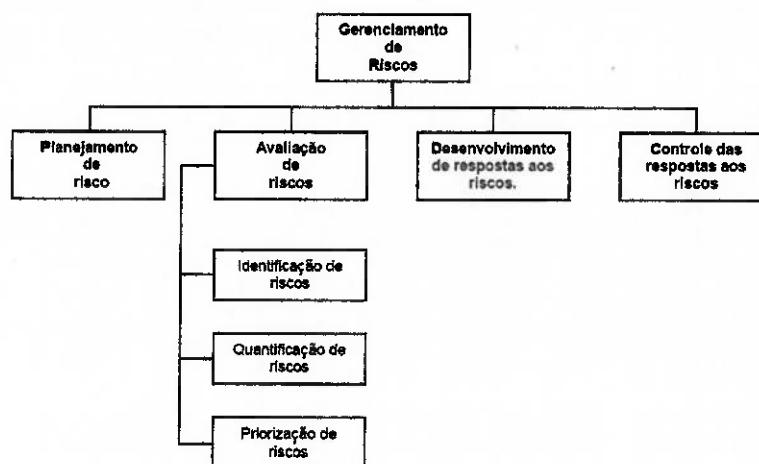 Gerenciamento
de
Riscos
Planejamento
de
risco
Avaliação
de
riscos
Desenvolvimento
de respostas aos
riscos.
Controle das
respostas aos
riscos
Identificação de
riscos
Quantificação de
riscos
Priorização de
riscos